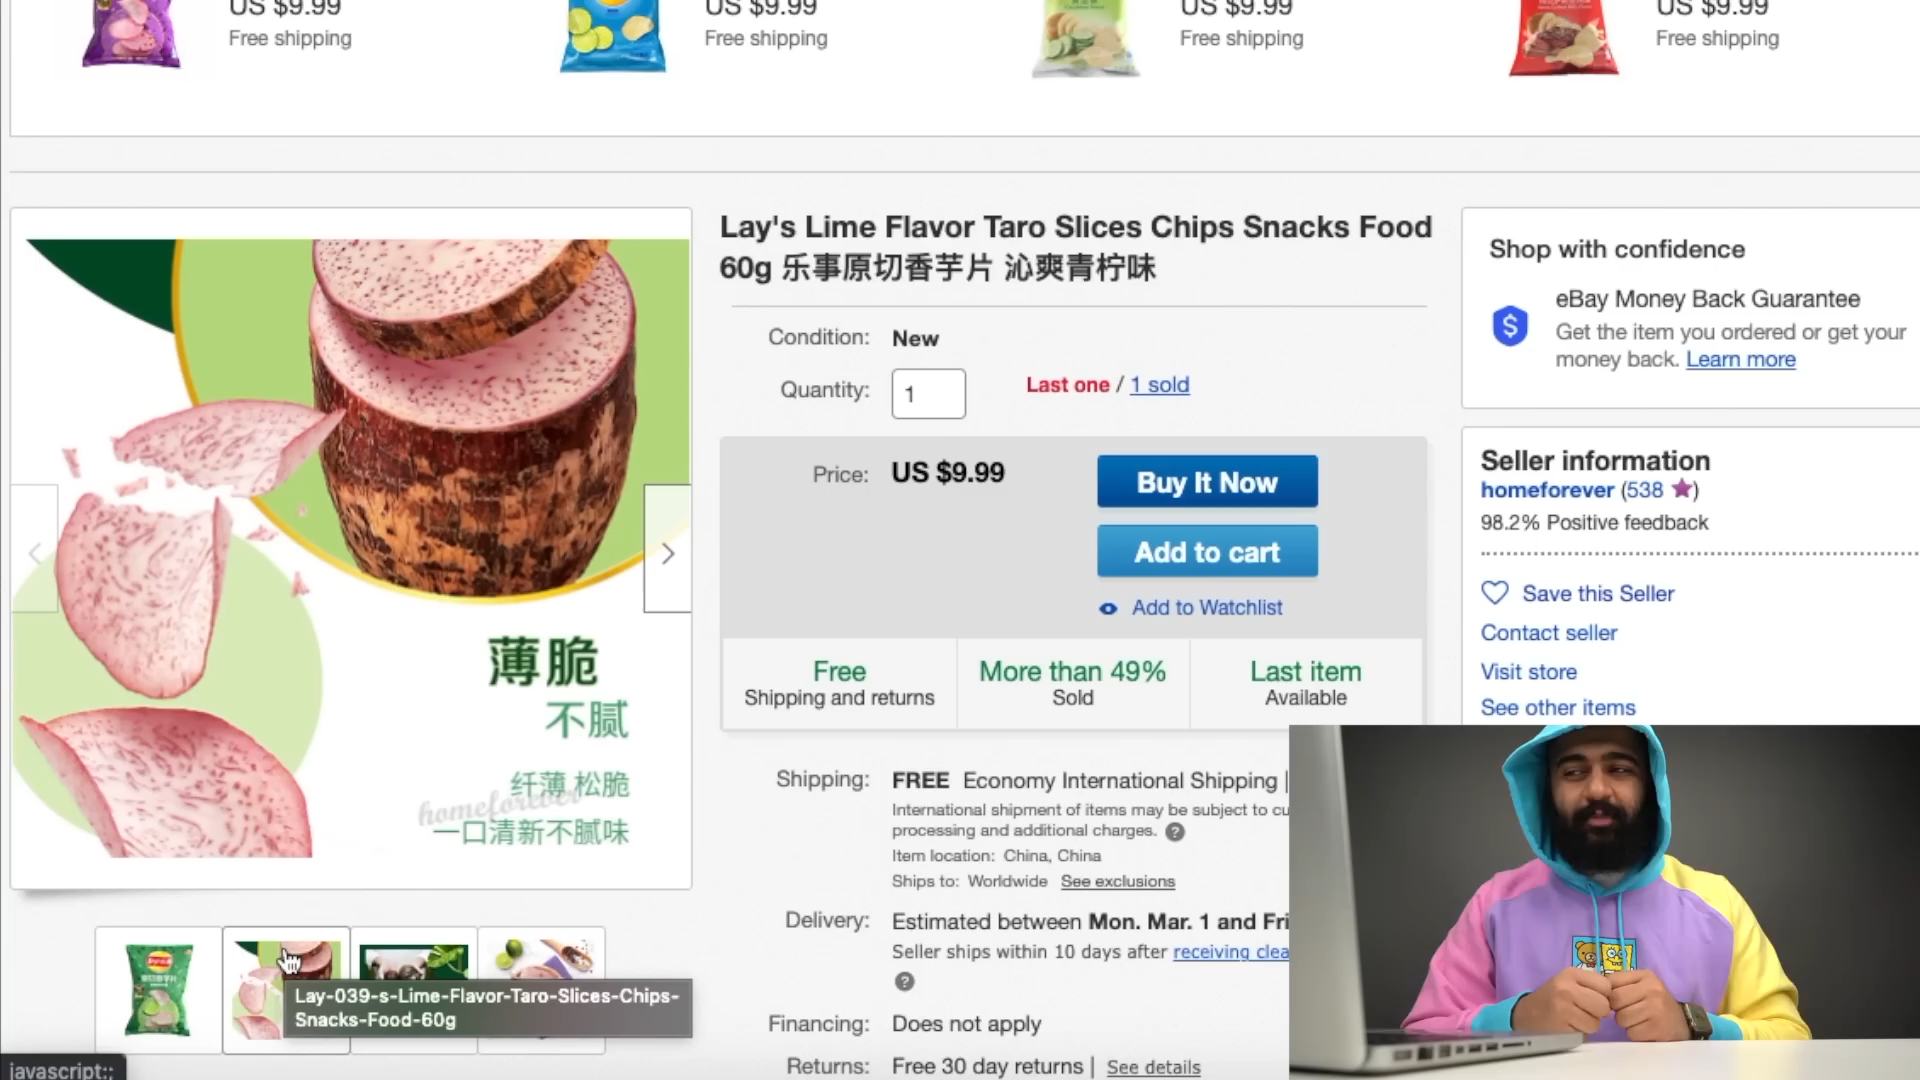 US $9.99
Free shipping
US $9.99
Free shipping
US $9.99
Free shipping
US $9.99
Free shipping
Lay's Lime Flavor Taro Slices Chips Snacks Food
60g 乐事原切香芋片 沁爽青柠味
Condition: New
Quantity: 1 Last one / 1 sold
Price: US $9.99
Buy It Now
Add to cart
Add to Watchlist
Free
Shipping and returns
More than 49%
Sold
Last item
Available
Shipping: FREE Economy International Shipping |
International shipment of items may be subject to cu
processing and additional charges.
Item location: China, China
Ships to: Worldwide See exclusions
Delivery: Estimated between Mon. Mar. 1 and Fri
Seller ships within 10 days after receiving clea
Financing: Does not apply
Returns: Free 30 day returns | See details
Shop with confidence
eBay Money Back Guarantee
Get the item you ordered or get your
money back. Learn more
Seller information
homeforever (538)
98.2% Positive feedback
Save this Seller
Contact seller
Visit store
See other items
薄脆
不腻
纤薄 松脆
homeforever
一口清新不腻味
Lay-039-s-Lime-Flavor-Taro-Slices-Chips-
Snacks-Food-60g
javascript:;